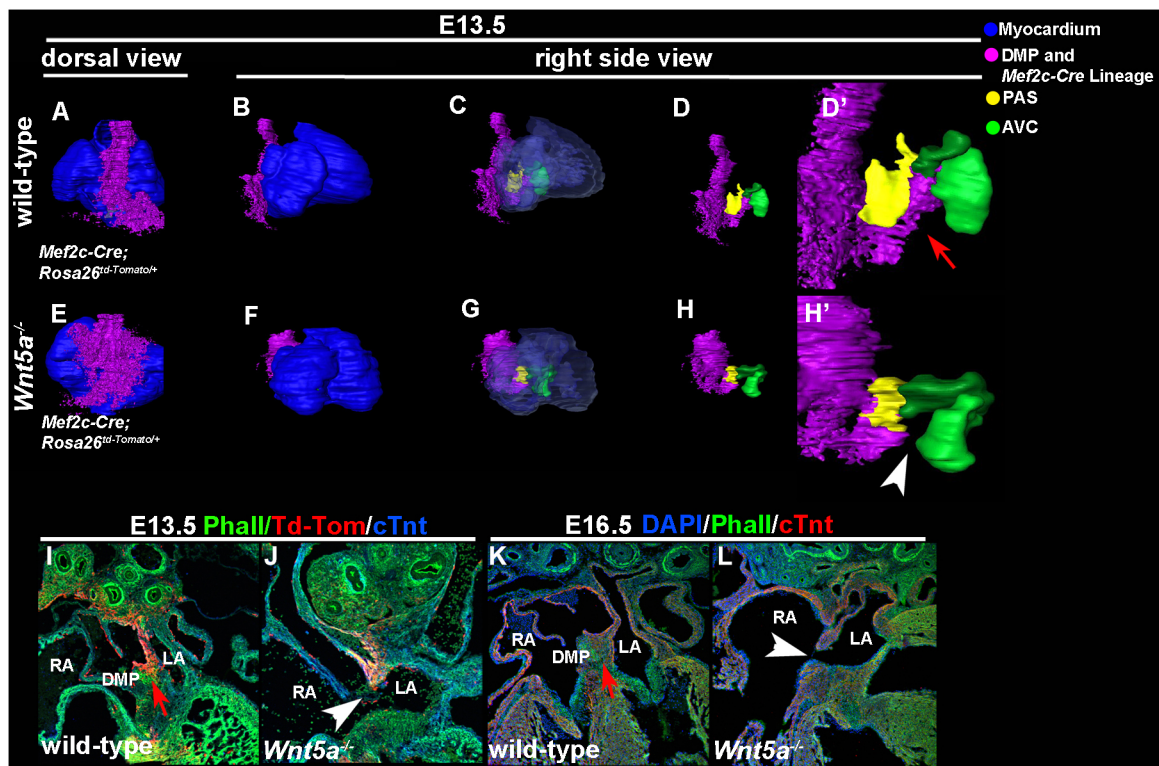 E13.5
dorsal view
right side view
Myocardium
DMP and
Mef2c-Cre Lineage
PAS
AVC
wild-type
A
B
C
D
D’
Mef2c-Cre;
Rosa26td-Tomato/+
Wnt5a-/-
E
F
G
H
H’
Mef2c-Cre;
Rosa26td-Tomato/+
E13.5 Phall/Td-Tom/cTnt
E16.5 DAPI/Phall/cTnt
I
RA
DMP
LA
wild-type
J
RA
LA
Wnt5a-/-
K
RA
DMP
LA
wild-type
L
RA
LA
Wnt5a-/-